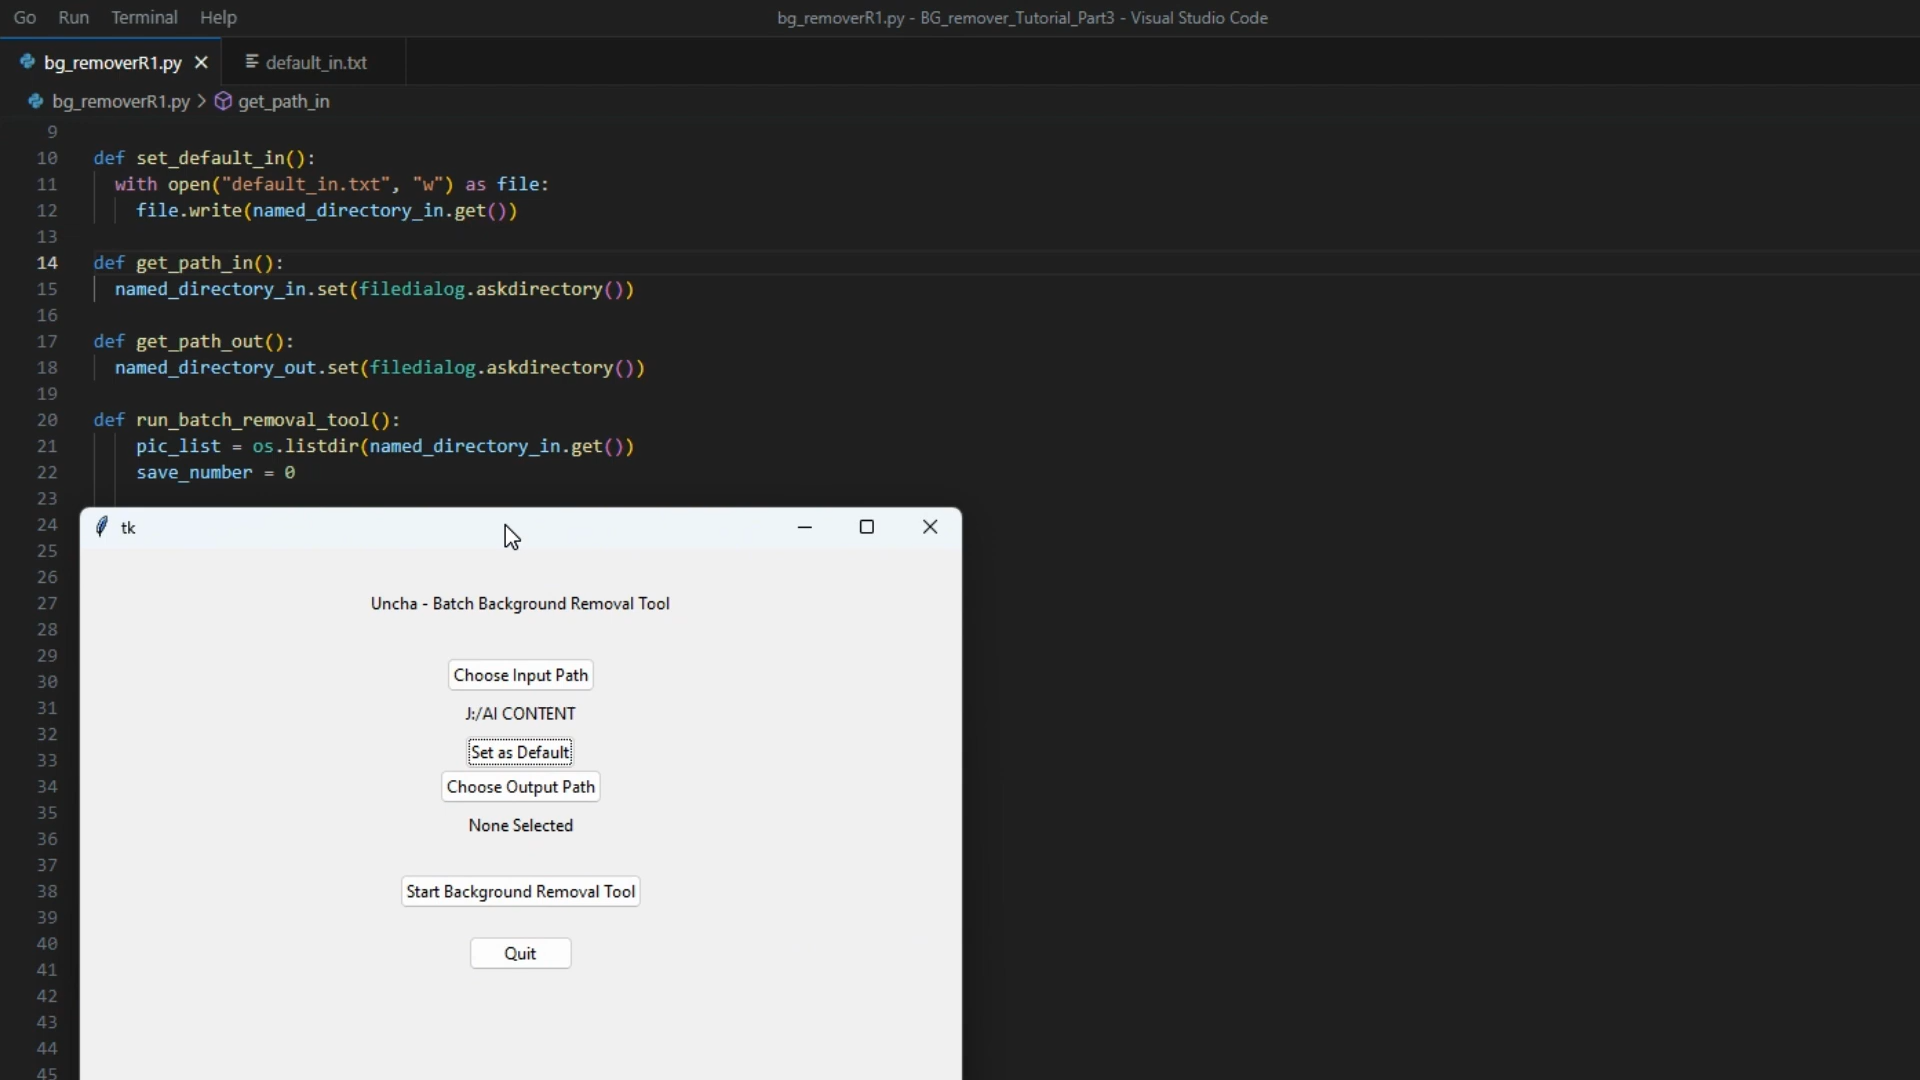 Go Run Terminal Help bg_removerR1.py - BG_remover_Tutorial_Part3 - Visual Studio Code
bg_removerR1.py default_in.txt
bg_removerR1.py > get_path_in
9
10 def set_default_in():
11 with open("default_in.txt", "w") as file:
12 file.write(named_directory_in.get())
13
14 def get_path_in():
15 named_directory_in.set(filedialog.askdirectory())
16
17 def get_path_out():
18 named_directory_out.set(filedialog.askdirectory())
19
20 def run_batch_removal_tool():
21 pic_list = os.listdir(named_directory_in.get())
22 save_number = 0
23
24
25
26
27
28
29
30
31
32
33
34
35
36
37
38
39
40
41
42
43
44
45
tk
Uncha - Batch Background Removal Tool
Choose Input Path
J:/AI CONTENT
Set as Default
Choose Output Path
None Selected
Start Background Removal Tool
Quit